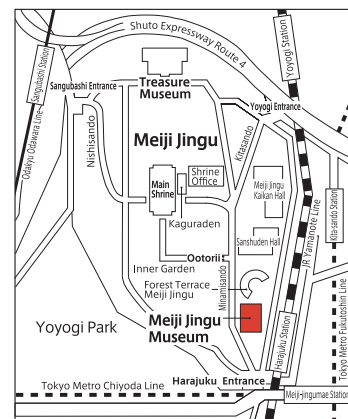 Shuto Expressway Route 4
Yoyogi Station
Sangubashi Station
Odakyu Odawara Line
Sangubashi Entrance
Treasure
Museum
Yoyogi Entrance
Nishisando
Meiji Jingu
Kitasando
Main
Shrine
Shrine
Office
Meiji Jingu
Kaikan Hall
Kaguraden
Sanshuden Hall
JR Yamanote Line
Kita-sando Station
Ootorii
Inner Garden
Minamisando
Forest Terrace
Meiji Jingu
Meiji Jingu
Museum
Yoyogi Park
Harajuku Station
Tokyo Metro Fukutoshin Line
Harajuku Entrance
Tokyo Metro Chiyoda Line
Meiji-jingumae Station